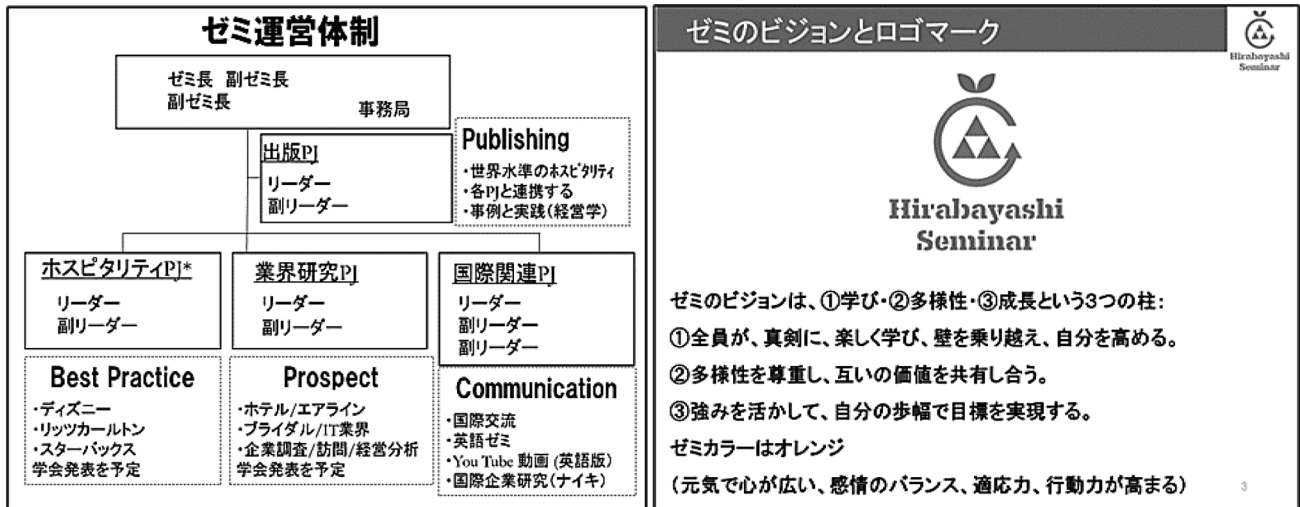 ゼミ運営体制
ゼミ長 副ゼミ長
副ゼミ長
事務局
出版PJ
リーダー
副リーダー
Publishing
・世界水準のホスピタリティ
・各PJと連携する
・事例と実践(経営学)
ホスピタリティPJ*
リーダー
副リーダー
業界研究PJ
リーダー
副リーダー
国際関連PJ
リーダー
副リーダー
副リーダー
Best Practice
・ディズニー
・リッツカールトン
・スターバックス
学会発表を予定
Prospect
・ホテル/エアライン
・ブライダル/IT業界
・企業調査/訪問/経営分析
学会発表を予定
Communication
・国際交流
・英語ゼミ
・You Tube 動画 (英語版)
・国際企業研究(ナイキ)
ゼミのビジョンとロゴマーク
Hirabayashi
Seminar
Hirabayashi
Seminar
ゼミのビジョンは、①学び・②多様性・③成長という3つの柱:
①全員が、真剣に、楽しく学び、壁を乗り越え、自分を高める。
②多様性を尊重し、互いの価値を共有し合う。
③強みを活かして、自分の歩幅で目標を実現する。
ゼミカラーはオレンジ
(元気で心が広い、感情のバランス、適応力、行動力が高まる)
3